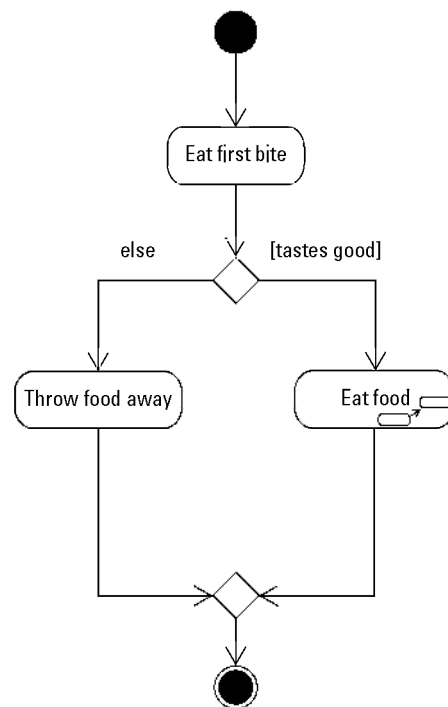 Eat first bite
else
[tastes good]
Throw food away
Eat food